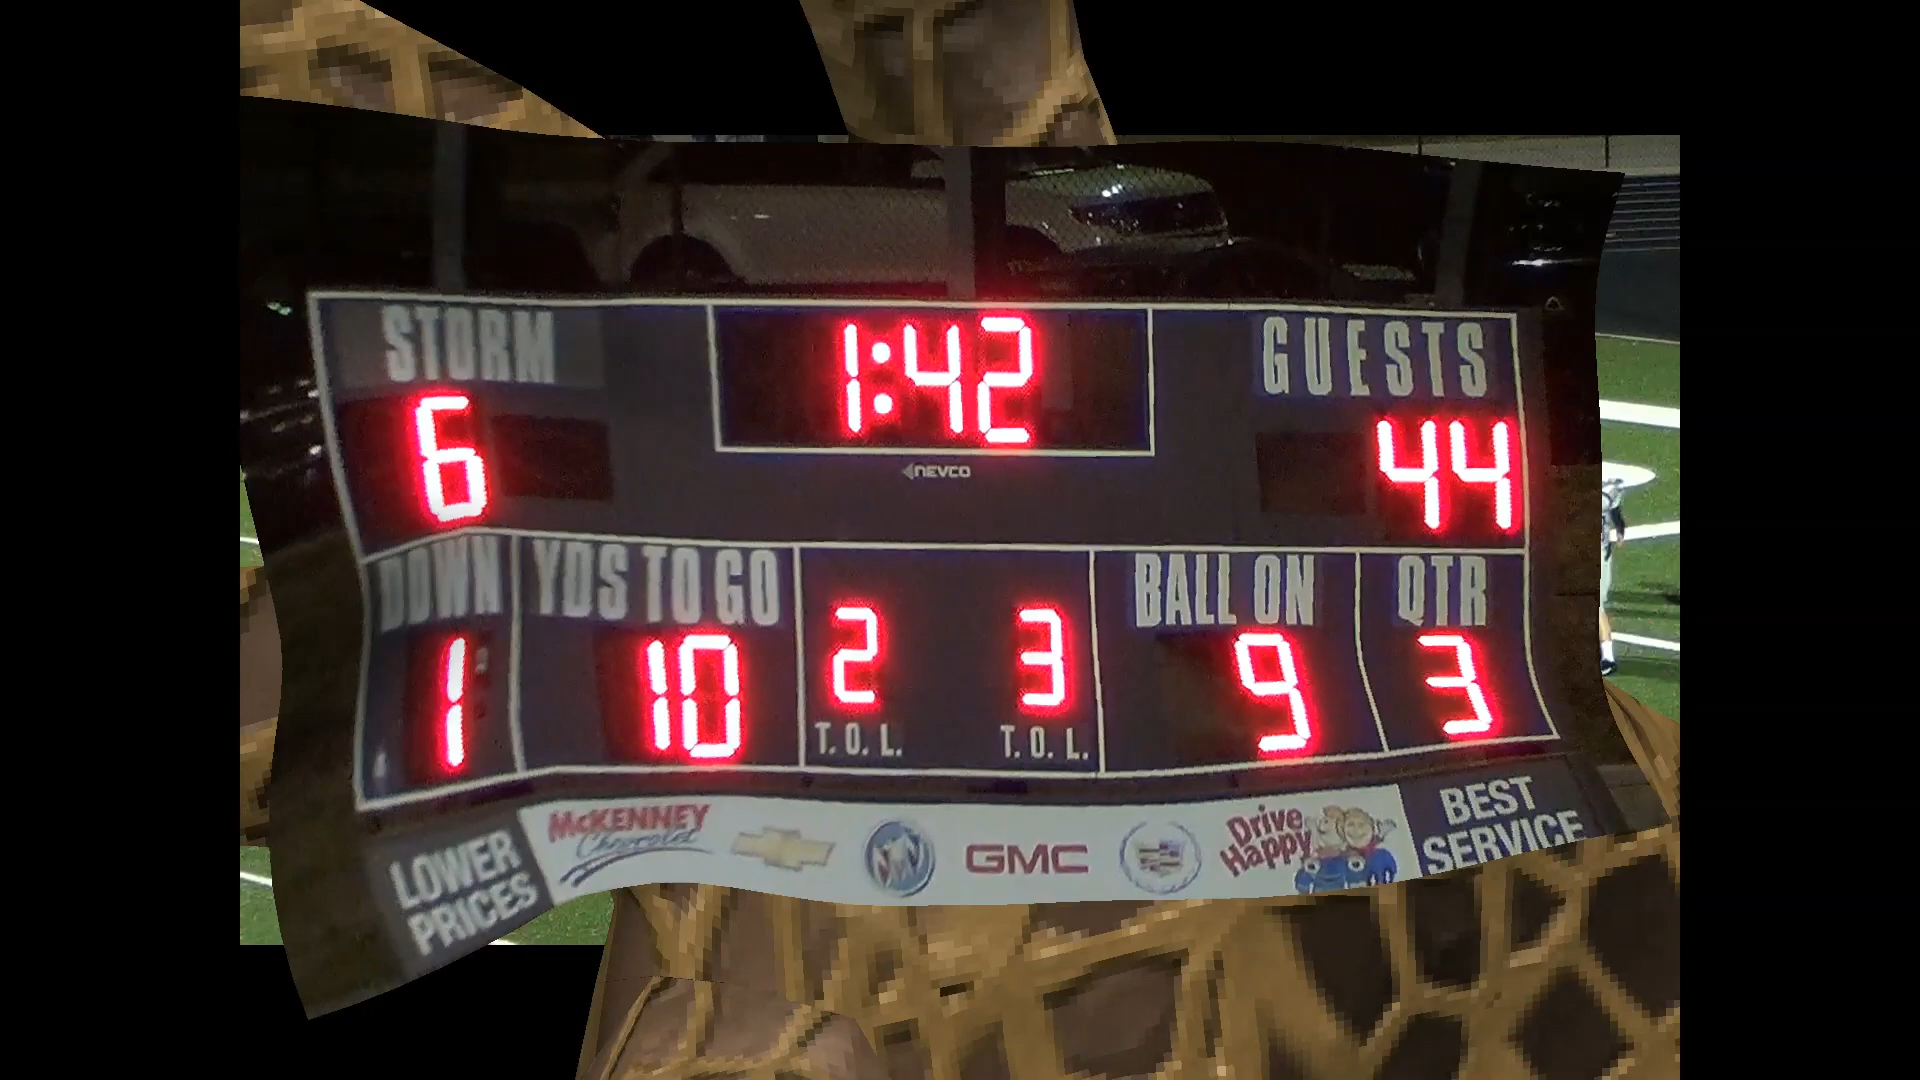 STORM 1:42 GUESTS
6 44
NEVCO
DOWN YDS TO GO BALL ON QTR
1 10 2 3 9 3
T. O. L. T. O. L.
LOWER PRICES
McKENNEY Chevrolet
GMC
Drive Happy
BEST SERVICE